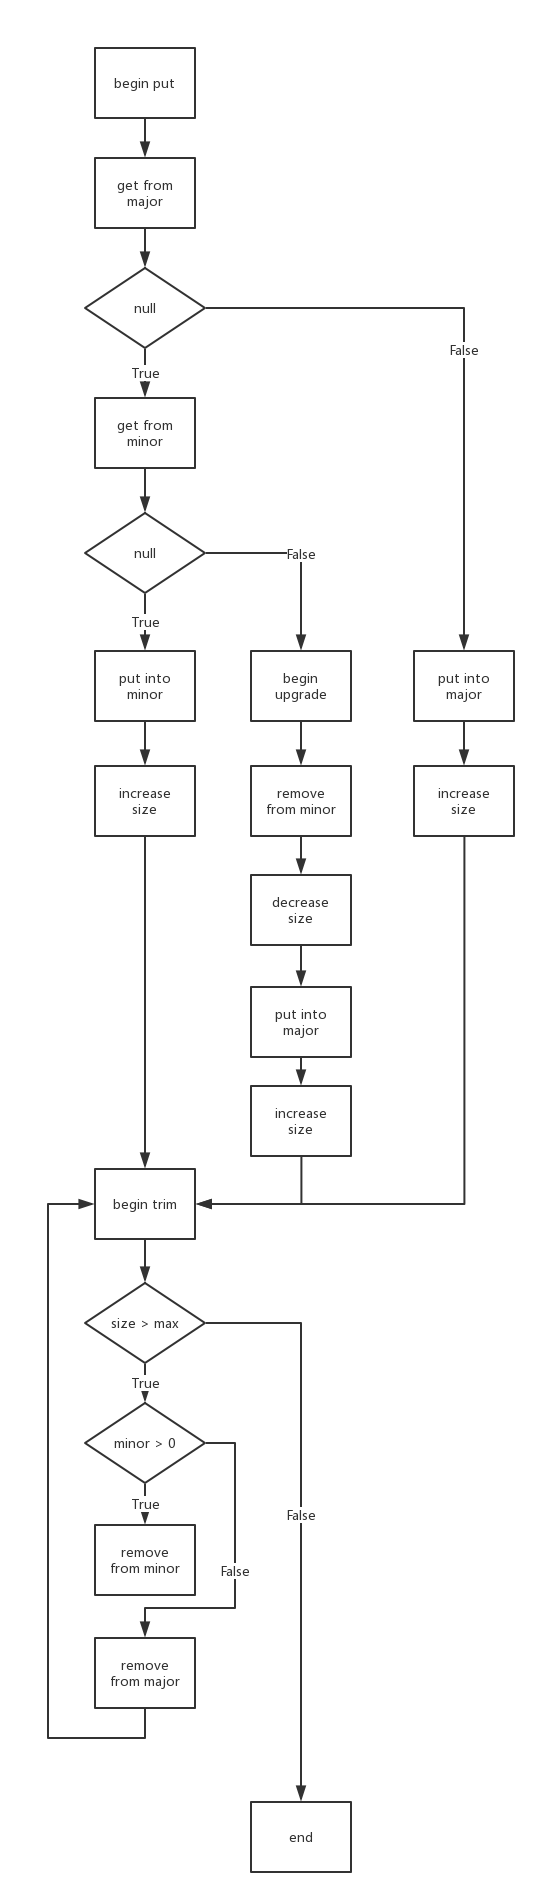 begin put
get from
major
null
False
True
get from
minor
null
False
True
put into
minor
begin
upgrade
put into
major
increase
size
remove
from minor
increase
size
decrease
size
put into
major
increase
size
begin trim
size > max
True
minor > 0
True
False
remove
from minor
False
remove
from major
end